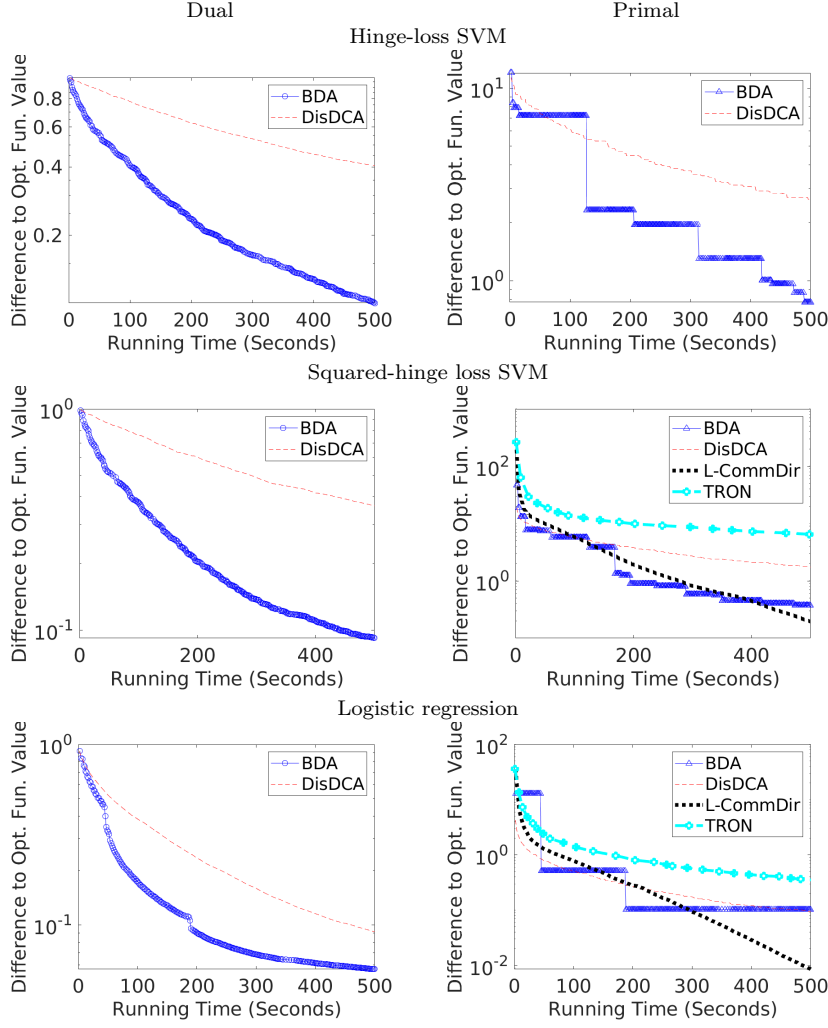 Dual
Primal
Hinge-loss SVM
Difference to Opt. Fun. Value
0.8
0.6
0.4
0.2
BDA
DisDCA
0 100 200 300 400 500
Running Time (Seconds)
Difference to Opt. Fun. Value
10^1
10^0
BDA
DisDCA
0 100 200 300 400 500
Running Time (Seconds)
Squared-hinge loss SVM
Difference to Opt. Fun. Value
10^0
10^-1
BDA
DisDCA
0 200 400
Running Time (Seconds)
Difference to Opt. Fun. Value
10^2
10^0
BDA
DisDCA
L-CommDir
TRON
0 200 400
Running Time (Seconds)
Logistic regression
Difference to Opt. Fun. Value
10^0
10^-1
BDA
DisDCA
0 100 200 300 400 500
Running Time (Seconds)
Difference to Opt. Fun. Value
10^2
10^0
10^-2
BDA
DisDCA
L-CommDir
TRON
0 100 200 300 400 500
Running Time (Seconds)